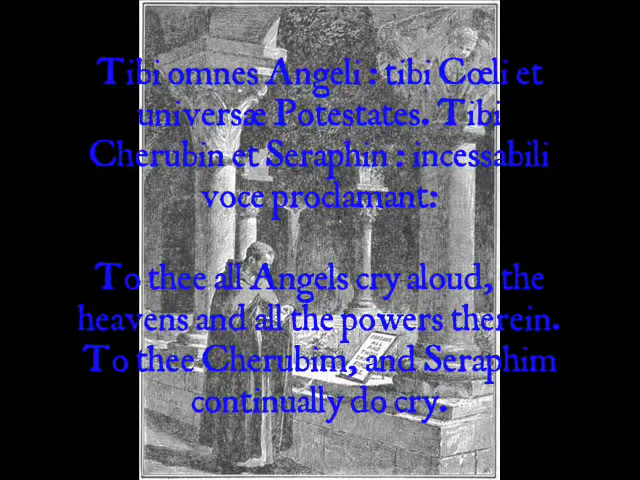 Tibi omnes Angeli : tibi Cœli et
universæ Potestates. Tibi
Cherubin et Seraphin : incessabili
voce proclamant:
To thee all Angels cry aloud, the
heavens and all the powers therein.
To thee Cherubim, and Seraphim
continually do cry.